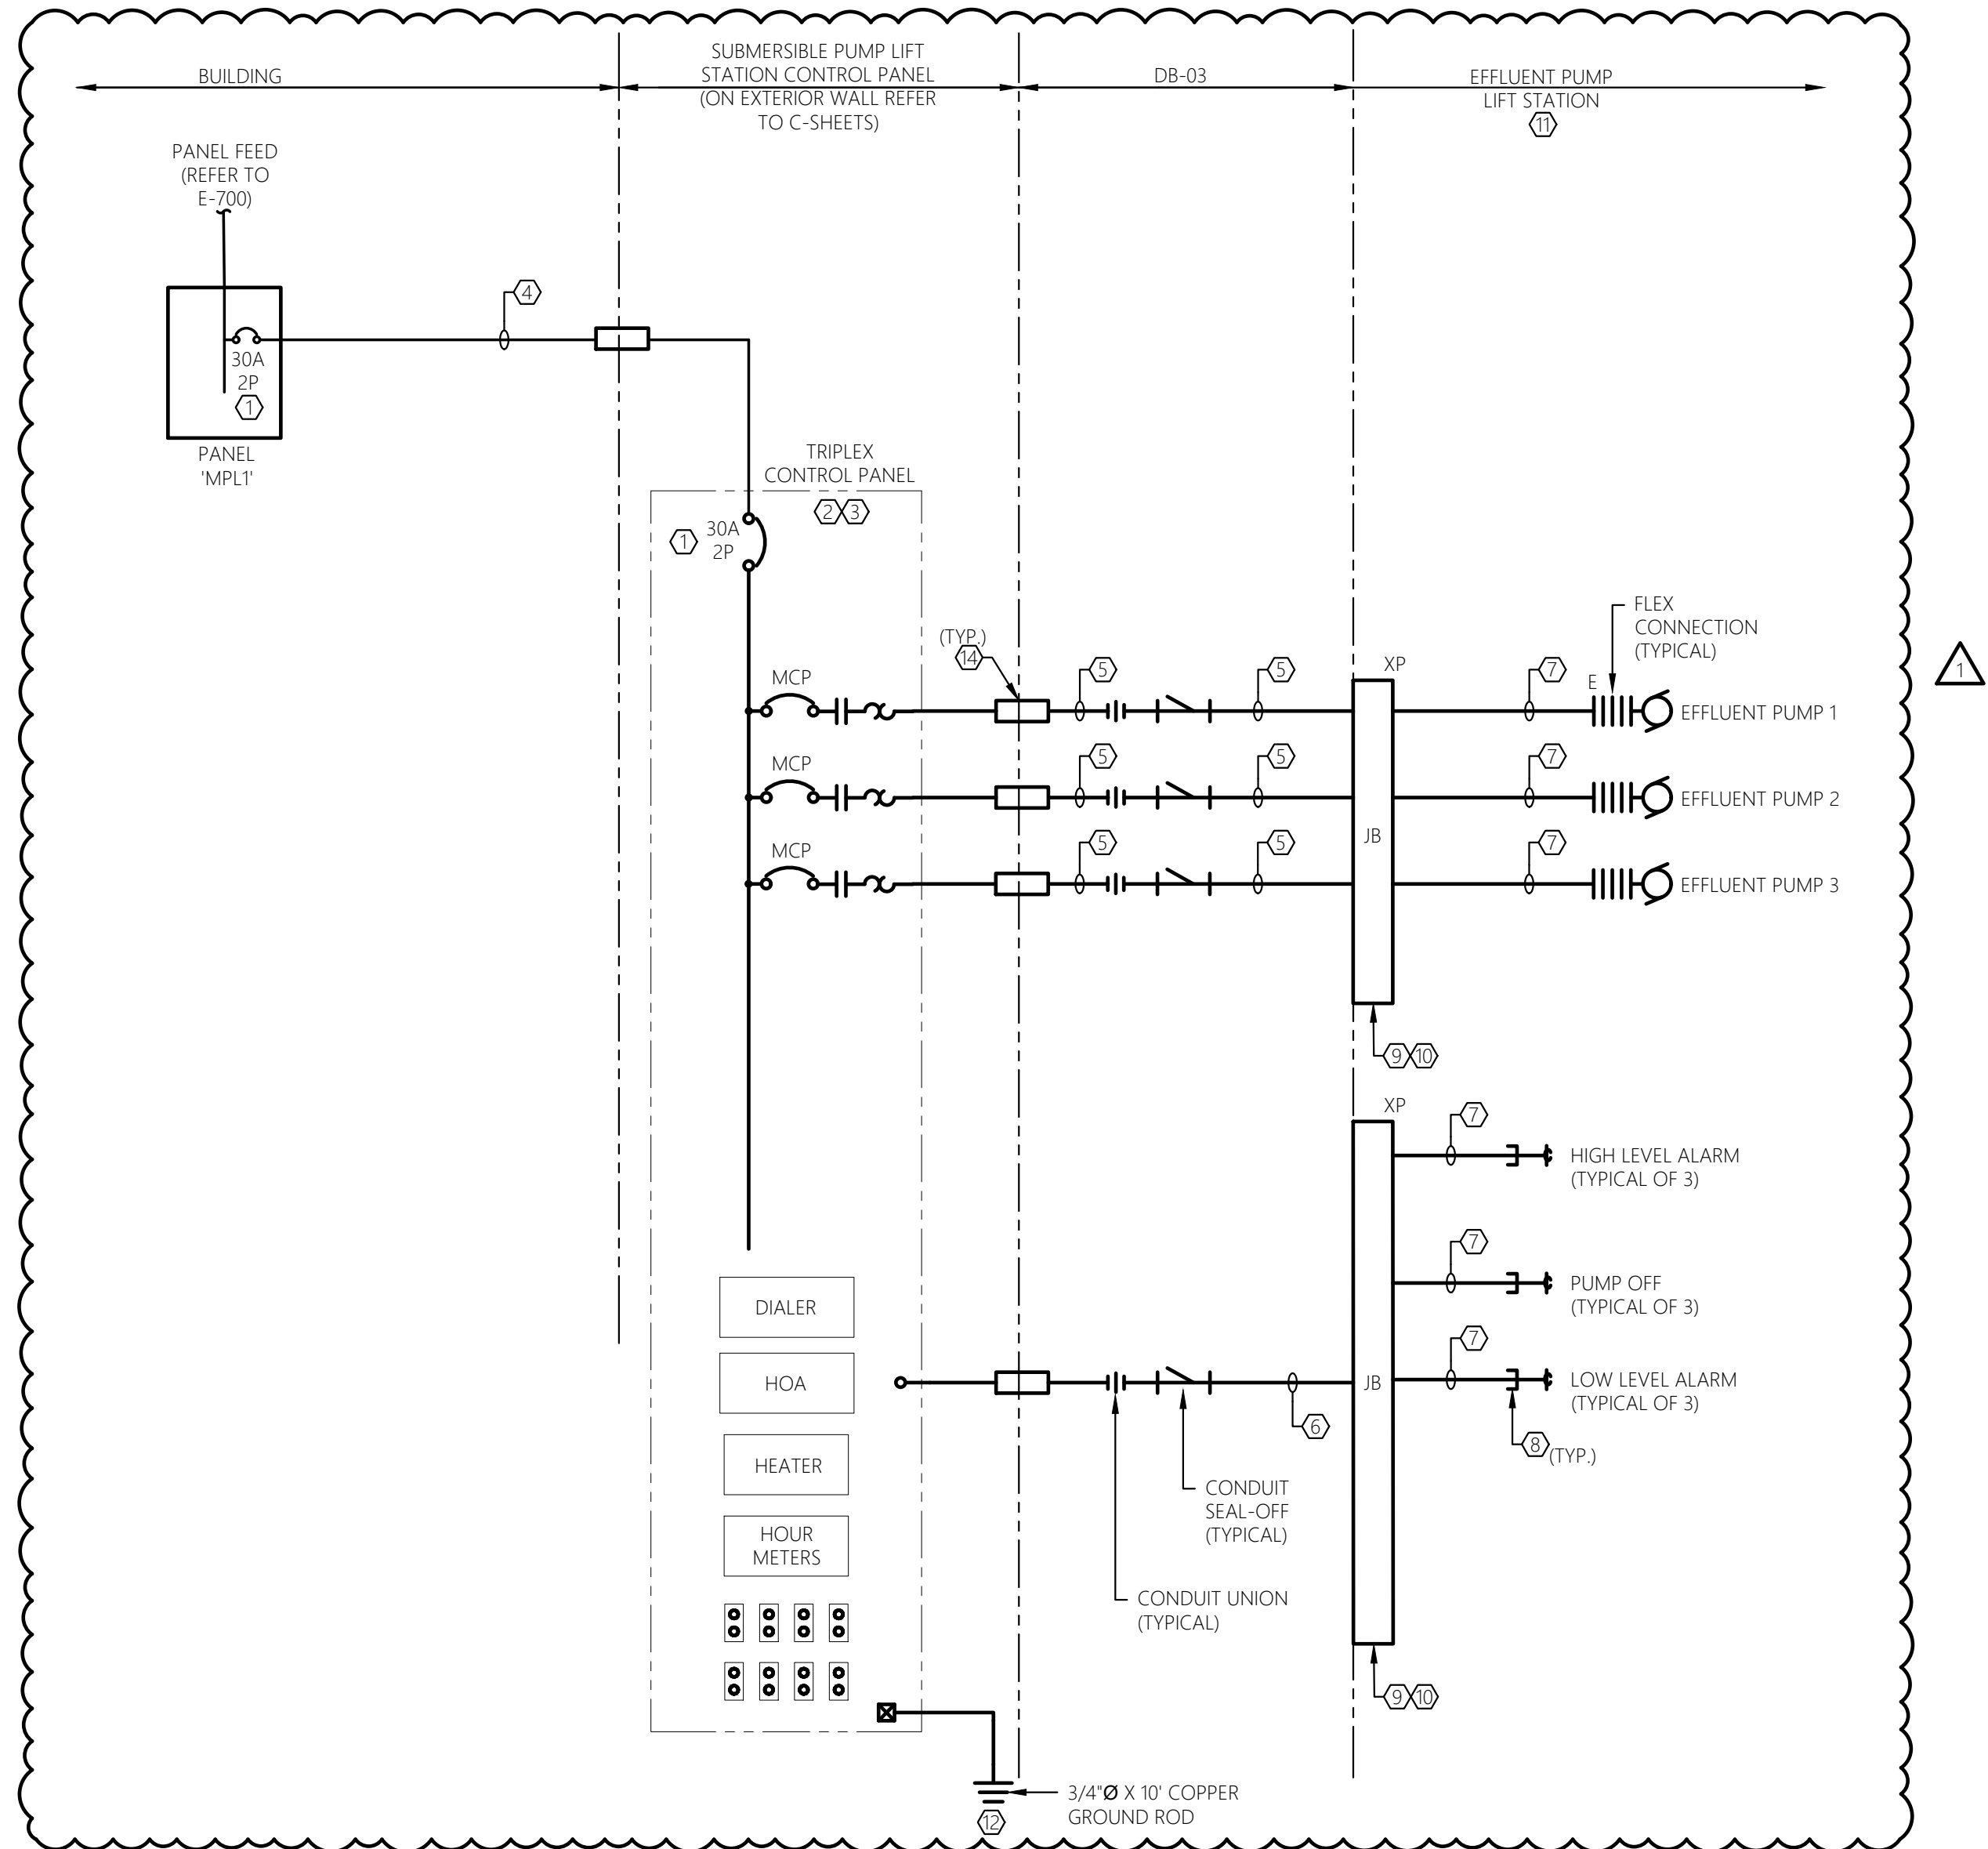 BUILDING
SUBMERSIBLE PUMP LIFT
STATION CONTROL PANEL
(ON EXTERIOR WALL REFER
TO C-SHEETS)
DB-03
EFFLUENT PUMP
LIFT STATION
11
PANEL FEED
(REFER TO
E-700)
4
30A
2P
1
PANEL
'MPL1'
TRIPLEX
CONTROL PANEL
2 3
1
30A
2P
FLEX
CONNECTION
(TYPICAL)
1
(TYP.)
14
MCP
5
5
XP
7
E
EFFLUENT PUMP 1
MCP
5
5
7
EFFLUENT PUMP 2
MCP
5
5
JB
7
EFFLUENT PUMP 3
9 10
XP
7
HIGH LEVEL ALARM
(TYPICAL OF 3)
7
PUMP OFF
(TYPICAL OF 3)
7
LOW LEVEL ALARM
(TYPICAL OF 3)
8 (TYP.)
DIALER
HOA
JB
6
HEATER
CONDUIT
SEAL-OFF
(TYPICAL)
HOUR
METERS
CONDUIT UNION
(TYPICAL)
9 10
3/4"Ø X 10' COPPER
GROUND ROD
12